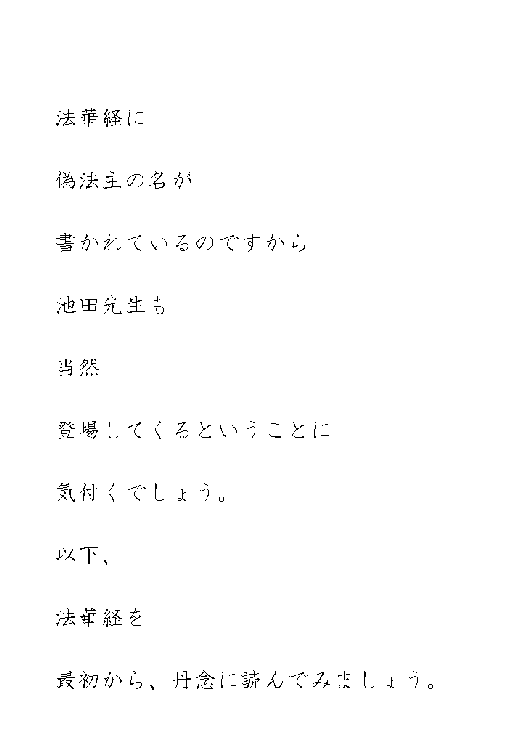 法華経に
偽法主の名が
書かれているのですから
池田先生も
当然
登場してくるということに
気付くでしょう。
以下、
法華経を
最初から、丹念に読んでみましょう。